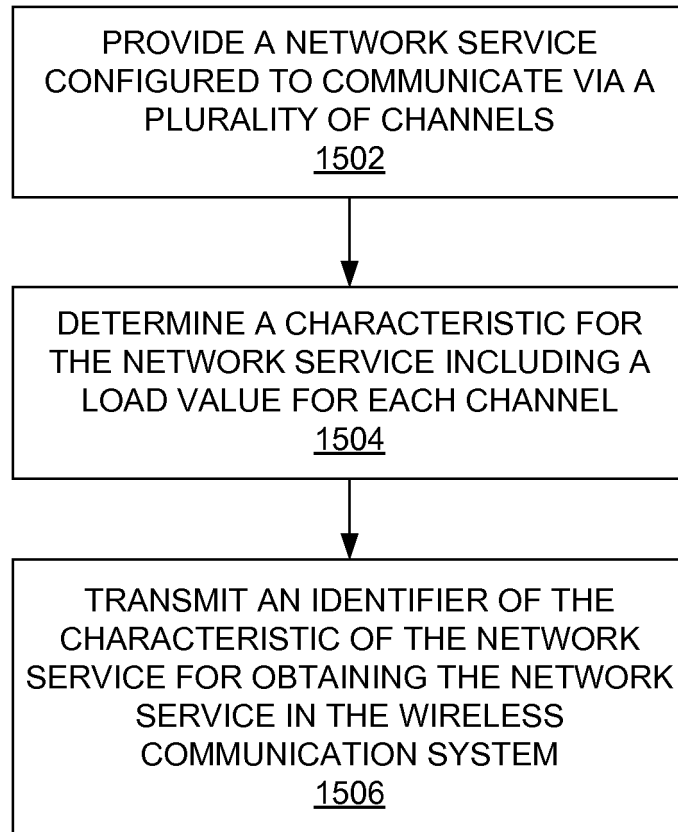 PROVIDE A NETWORK SERVICE
CONFIGURED TO COMMUNICATE VIA A
PLURALITY OF CHANNELS
1502
DETERMINE A CHARACTERISTIC FOR
THE NETWORK SERVICE INCLUDING A
LOAD VALUE FOR EACH CHANNEL
1504
TRANSMIT AN IDENTIFIER OF THE
CHARACTERISTIC OF THE NETWORK
SERVICE FOR OBTAINING THE NETWORK
SERVICE IN THE WIRELESS
COMMUNICATION SYSTEM
1506